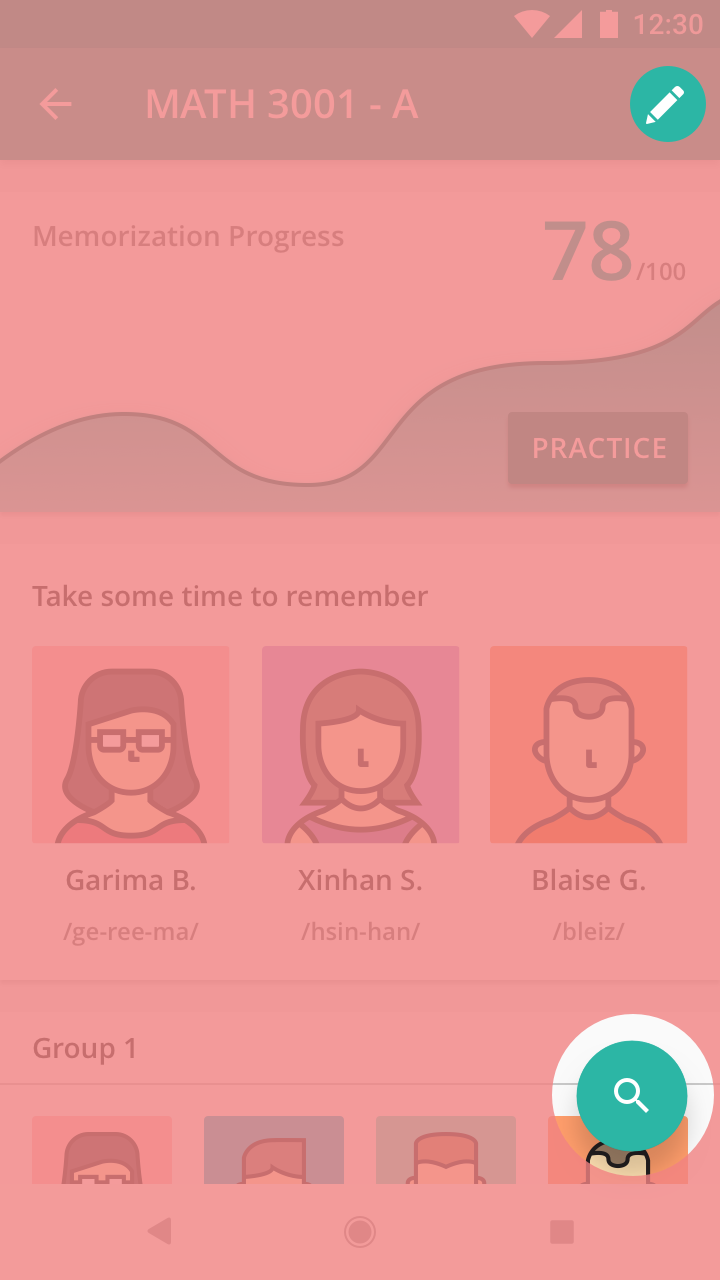 12:30
MATH 3001 - A
Memorization Progress
78/100
PRACTICE
Take some time to remember
Garima B. Xinhan S. Blaise G.
/ge-ree-ma/ /hsin-han/ /bleiz/
Group 1